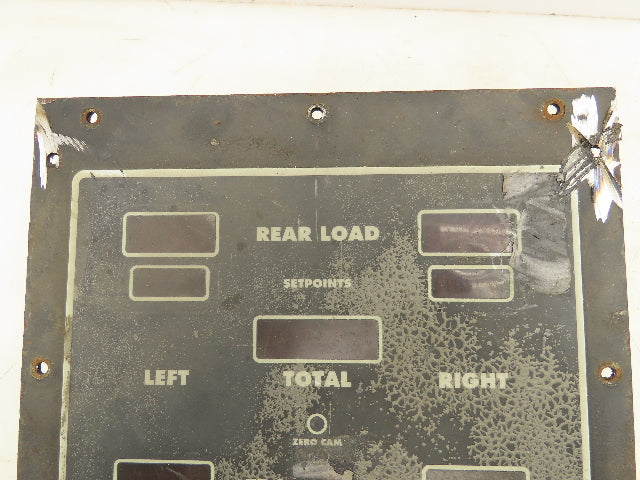 REAR LOAD
SETPOINTS
LEFT TOTAL RIGHT
ZERO CAM